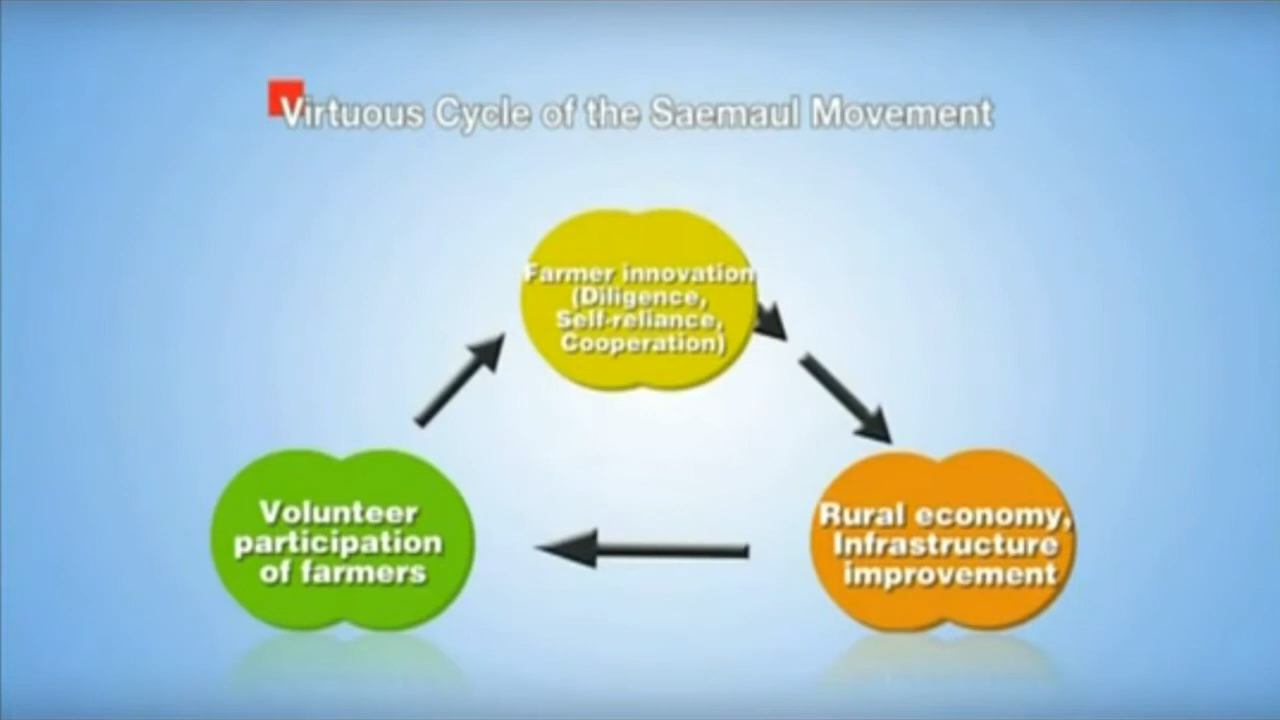 Virtuous Cycle of the Saemaul Movement
Farmer innovation
(Diligence,
Self-reliance,
Cooperation)
Volunteer
participation
of farmers
Rural economy,
Infrastructure
improvement